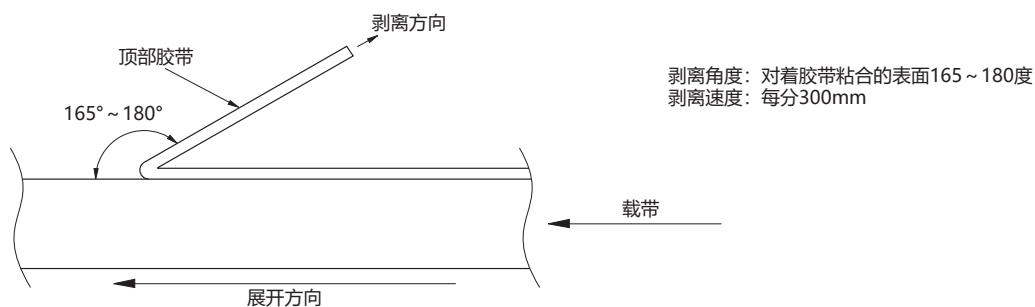 剥离方向
顶部胶带
剥离角度：对着胶带粘合的表面165～180度
剥离速度：每分300mm
165°～180°
载带
展开方向